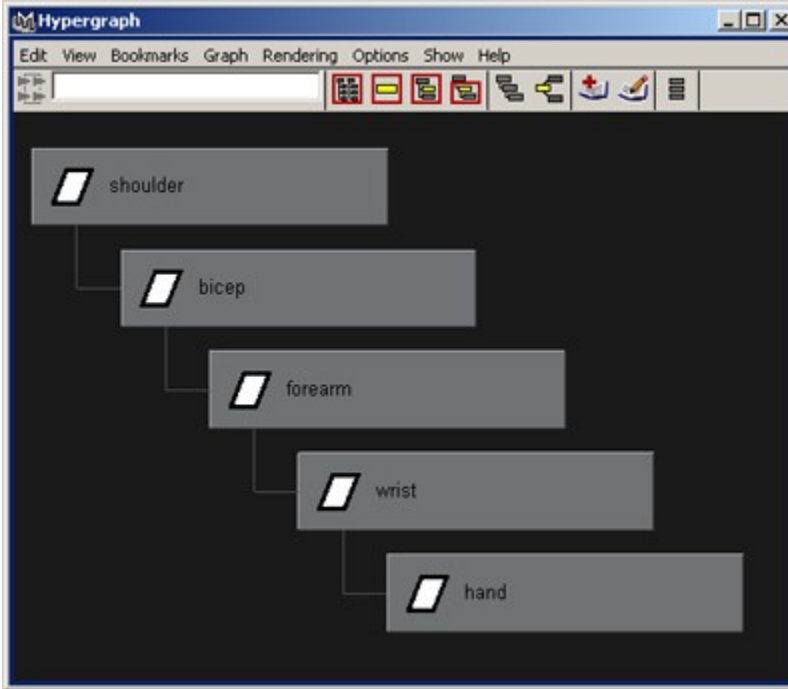 Hypergraph
Edit View Bookmarks Graph Rendering Options Show Help
shoulder
bicep
forearm
wrist
hand